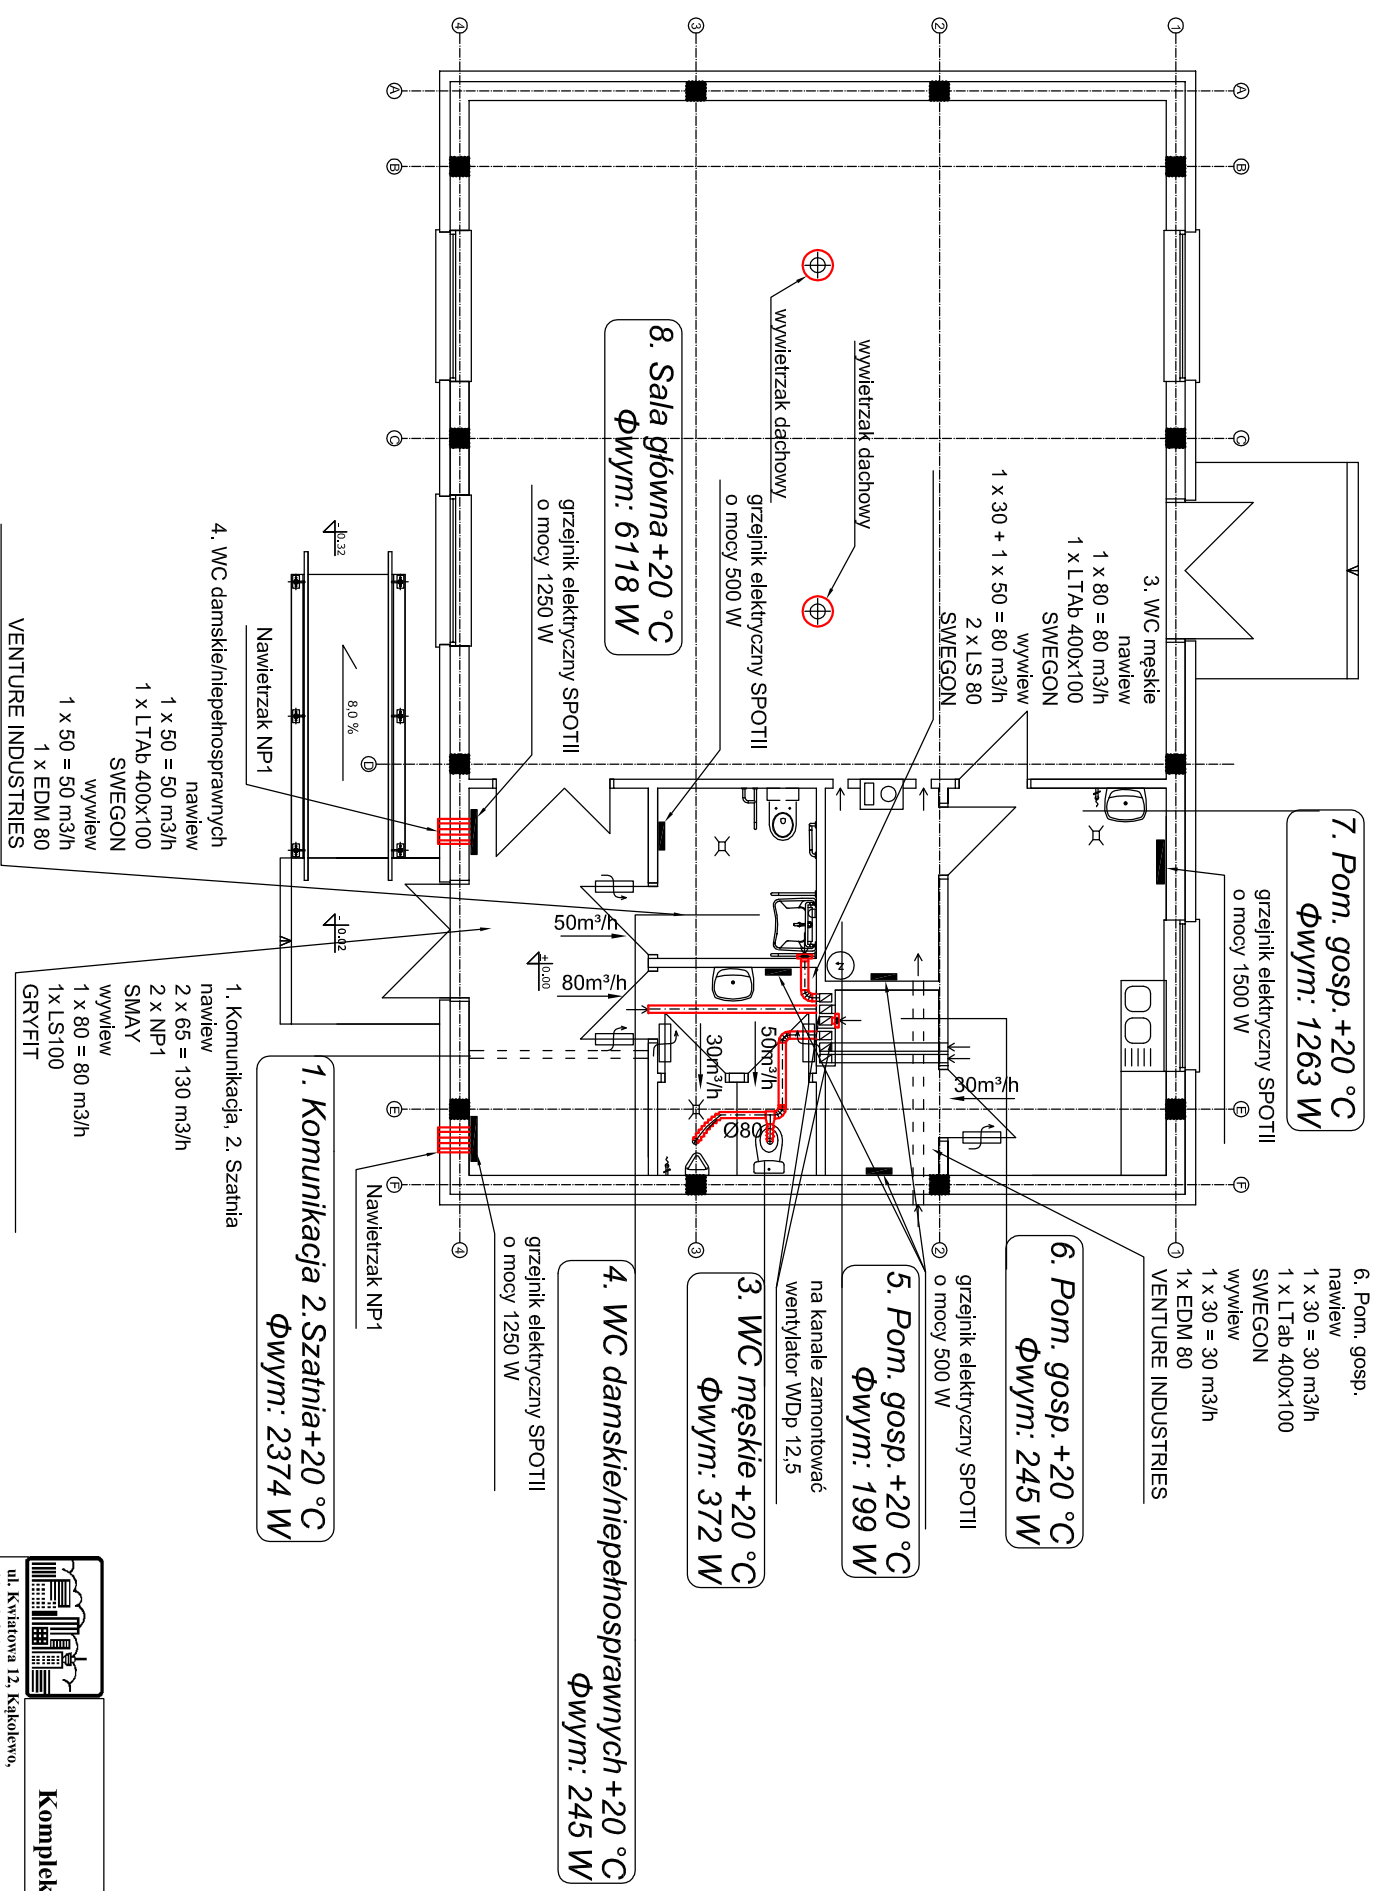 6. Pom. gosp.
nawiew
1 x 30 = 30 m3/h
1 x LTab 400x100
SWEGON
wywiew
1 x 30 = 30 m3/h
1x EDM 80
VENTURE INDUSTRIES
7. Pom. gosp.+20 °C
Φwym: 1263 W
grzejnik elektryczny SPOTII
o mocy 1500 W
3. WC męskie
nawiew
1 x 80 = 80 m3/h
1 x LTAb 400x100
SWEGON
wywiew
1 x 30 + 1 x 50 = 80 m3/h
2 x LS 80
SWEGON
wywietrzak dachowy
wywietrzak dachowy
8. Sala główna+20 °C
Φwym: 6118 W
grzejnik elektryczny SPOTII
o mocy 500 W
grzejnik elektryczny SPOTII
o mocy 1250 W
6. Pom. gosp.+20 °C
Φwym: 245 W
grzejnik elektryczny SPOTII
o mocy 500 W
5. Pom. gosp.+20 °C
Φwym: 199 W
na kanale zamontować
wentylator WDp 12,5
3. WC męskie+20 °C
Φwym: 372 W
4. WC damskie/niepełnosprawnych+20 °C
Φwym: 245 W
grzejnik elektryczny SPOTII
o mocy 1250 W
Nawietrzak NP1
1. Komunikacja 2.Szatnia+20 °C
Φwym: 2374 W
Nawietrzak NP1
4. WC damskie/niepełnosprawnych
nawiew
1 x 50 = 50 m3/h
1 x LTAb 400x100
SWEGON
wywiew
1 x 50 = 50 m3/h
1 x EDM 80
VENTURE INDUSTRIES
1. Komunikacja, 2. Szatnia
nawiew
2 x 65 = 130 m3/h
2 x NP1
SMAY
wywiew
1 x 80 = 80 m3/h
1x LS100
GRYFIT
50m³/h
80m³/h
30m³/h
50m³/h
30m³/h
Ø80
N
8,0 %
-0.32
-0.02
±0.00
A
B
C
E
F
A
B
C
D
E
F
1
2
3
4
1
2
3
4
ul. Kwiatowa 12, Kąkolewo,
Komplek